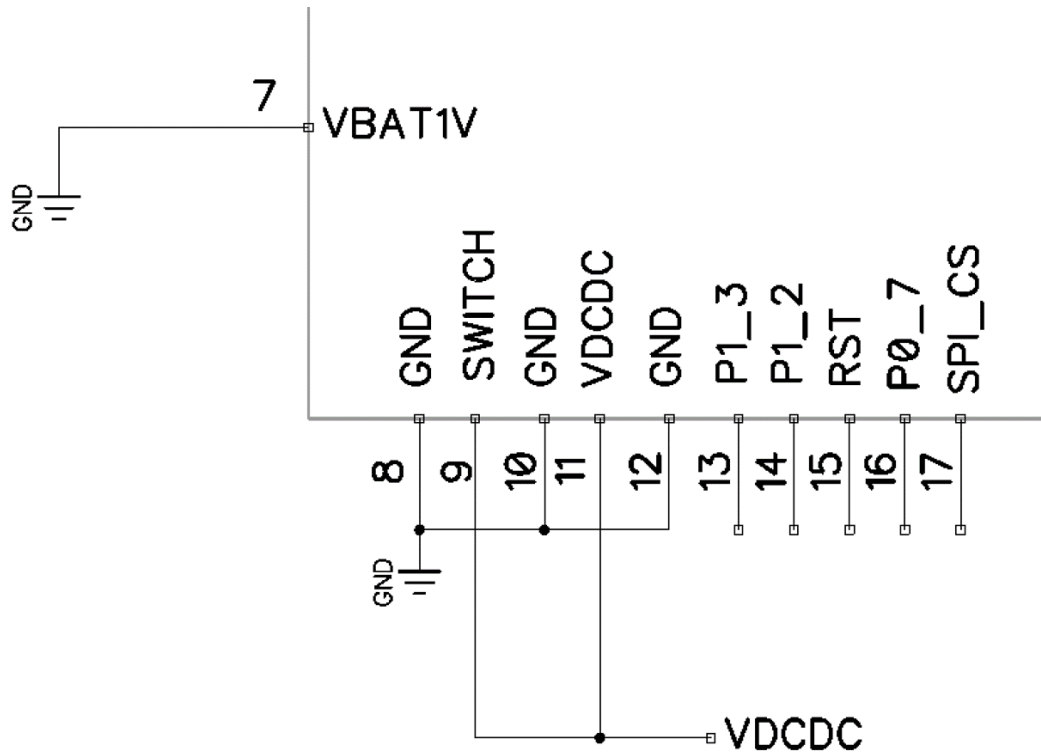 7
VBAT1V
GND
GND
SWITCH
GND
VDCDC
GND
P1_3
P1_2
RST
P0_7
SPI_CS
8
9
10
11
12
13
14
15
16
17
GND
VDCDC